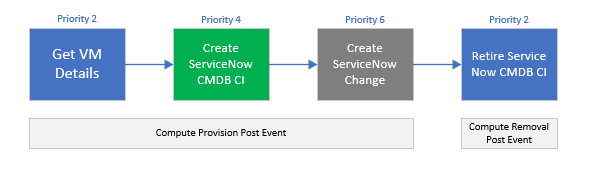 Priority 2
Priority 4
Priority 6
Priority 2
Get VM
Details
Create
ServiceNow
CMDB CI
Create
ServiceNow
Change
Retire Service
Now CMDB CI
Compute Provision Post Event
Compute Removal
Post Event